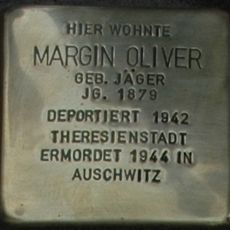 HIER WOHNTE
MARGIN OLIVER
GEB. JÄGER
JG. 1879
DEPORTIERT 1942
THERESIENSTADT
ERMORDET 1944 IN
AUSCHWITZ